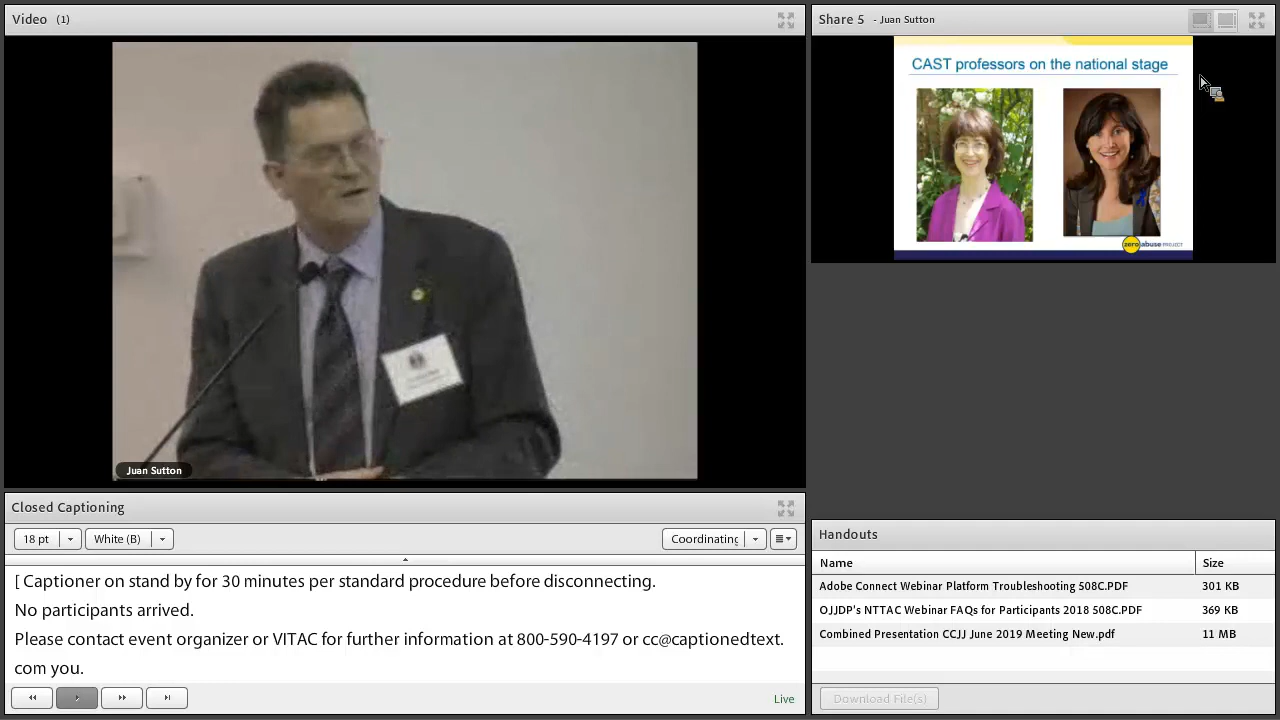 Video (1)
Juan Sutton
Share 5 - Juan Sutton
CAST professors on the national stage
zero abuse PROJECT
Closed Captioning
18 pt
White (B)
Coordinating
[ Captioner on stand by for 30 minutes per standard procedure before disconnecting.
No participants arrived.
Please contact event organizer or VITAC for further information at 800-590-4197 or cc@captionedtext.
com you.
Live
Handouts
Name Size
Adobe Connect Webinar Platform Troubleshooting 508C.PDF 301 KB
OJJDP's NTTAC Webinar FAQs for Participants 2018 508C.PDF 369 KB
Combined Presentation CCJJ June 2019 Meeting New.pdf 11 MB
Download File(s)